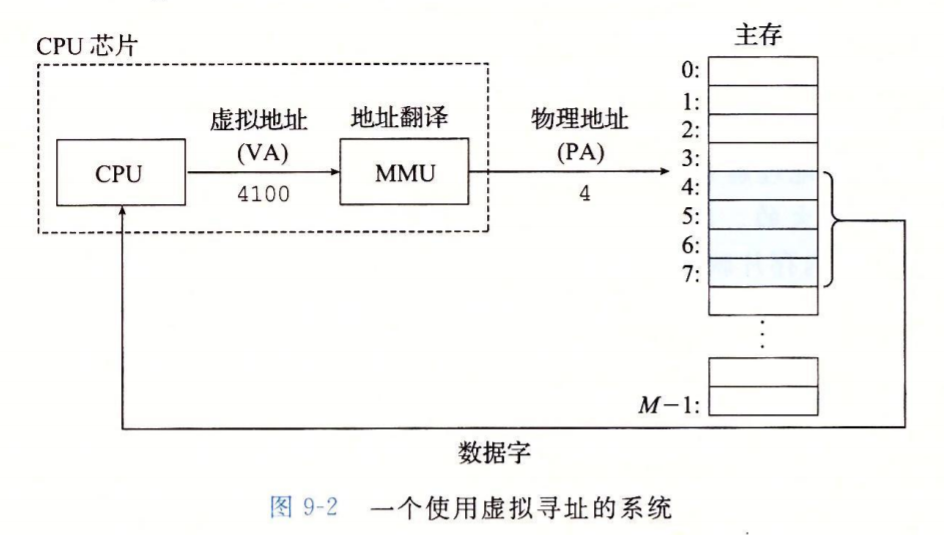 主存
CPU 芯片
0:
1:
2:
3:
4:
5:
6:
7:
虚拟地址
(VA)
4100
地址翻译
物理地址
(PA)
4
CPU
MMU
⋮
M−1:
数据字
图 9-2 一个使用虚拟寻址的系统